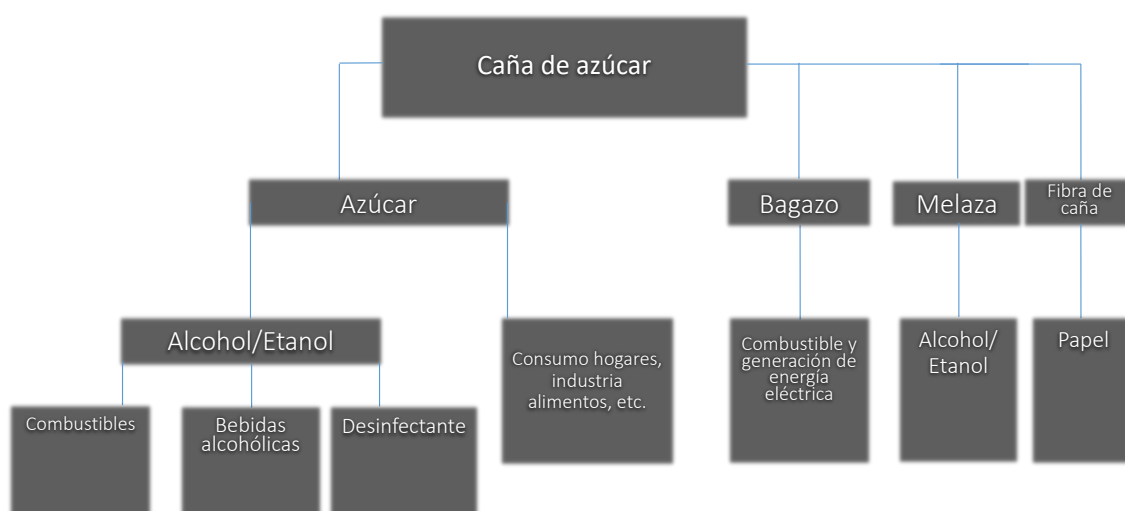 Caña de azúcar
Azúcar
Bagazo
Melaza
Fibra de
caña
Alcohol/Etanol
Consumo hogares,
industria
alimentos, etc.
Combustible y
generación de
energía
eléctrica
Alcohol/
Etanol
Papel
Combustibles
Bebidas
alcohólicas
Desinfectante